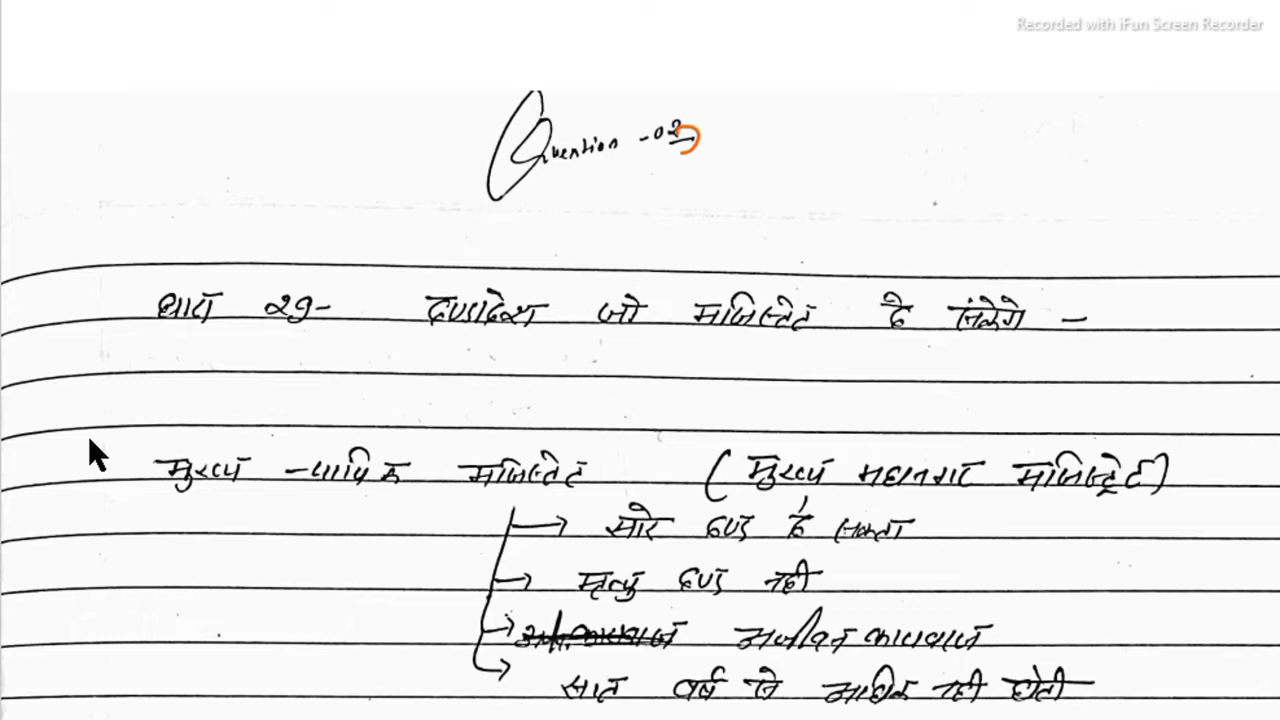 Recorded with iFun Screen Recorder
Question -02
धारा 29- दण्डादेश जो मजिस्ट्रेट दे सकेंगे -
मुख्य न्यायिक मजिस्ट्रेट (मुख्य महानगर मजिस्ट्रेट)
सारे दण्ड दे सकता
मृत्यु दण्ड नही
आजीवन कारावास
सात वर्ष से अधिक नही होगी